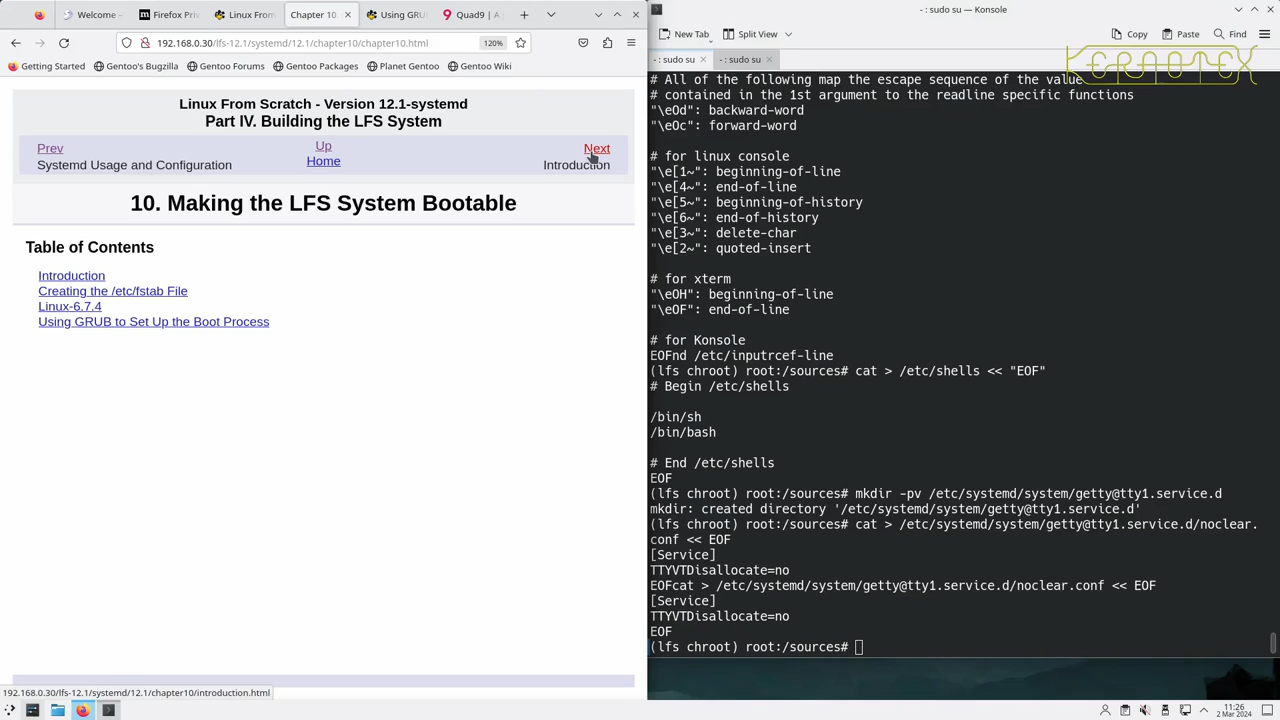 Welcome –
Firefox Priv
Linux From
Chapter 10.
Using GRU
Quad9 | A
192.168.0.30/lfs-12.1/systemd/12.1/chapter10/chapter10.html
120%
Getting Started
Gentoo's Bugzilla
Gentoo Forums
Gentoo Packages
Planet Gentoo
Gentoo Wiki
Linux From Scratch - Version 12.1-systemd
Part IV. Building the LFS System
Prev
Up
Next
Systemd Usage and Configuration
Home
Introduction
10. Making the LFS System Bootable
Table of Contents
Introduction
Creating the /etc/fstab File
Linux-6.7.4
Using GRUB to Set Up the Boot Process
192.168.0.30/lfs-12.1/systemd/12.1/chapter10/introduction.html
- : sudo su — Konsole
New Tab
Split View
Copy
Paste
Find
- : sudo su
- : sudo su
KERNOTEX
# All of the following map the escape sequence of the value
# contained in the 1st argument to the readline specific functions
"\eOd": backward-word
"\eOc": forward-word
# for linux console
"\e[1~": beginning-of-line
"\e[4~": end-of-line
"\e[5~": beginning-of-history
"\e[6~": end-of-history
"\e[3~": delete-char
"\e[2~": quoted-insert
# for xterm
"\eOH": beginning-of-line
"\eOF": end-of-line
# for Konsole
EOFnd /etc/inputrcef-line
(lfs chroot) root:/sources# cat > /etc/shells << "EOF"
# Begin /etc/shells
/bin/sh
/bin/bash
# End /etc/shells
EOF
(lfs chroot) root:/sources# mkdir -pv /etc/systemd/system/getty@tty1.service.d
mkdir: created directory '/etc/systemd/system/getty@tty1.service.d'
(lfs chroot) root:/sources# cat > /etc/systemd/system/getty@tty1.service.d/noclear.
conf << EOF
[Service]
TTYVTDisallocate=no
EOFcat > /etc/systemd/system/getty@tty1.service.d/noclear.conf << EOF
[Service]
TTYVTDisallocate=no
EOF
(lfs chroot) root:/sources#
11:26
2 Mar 2024